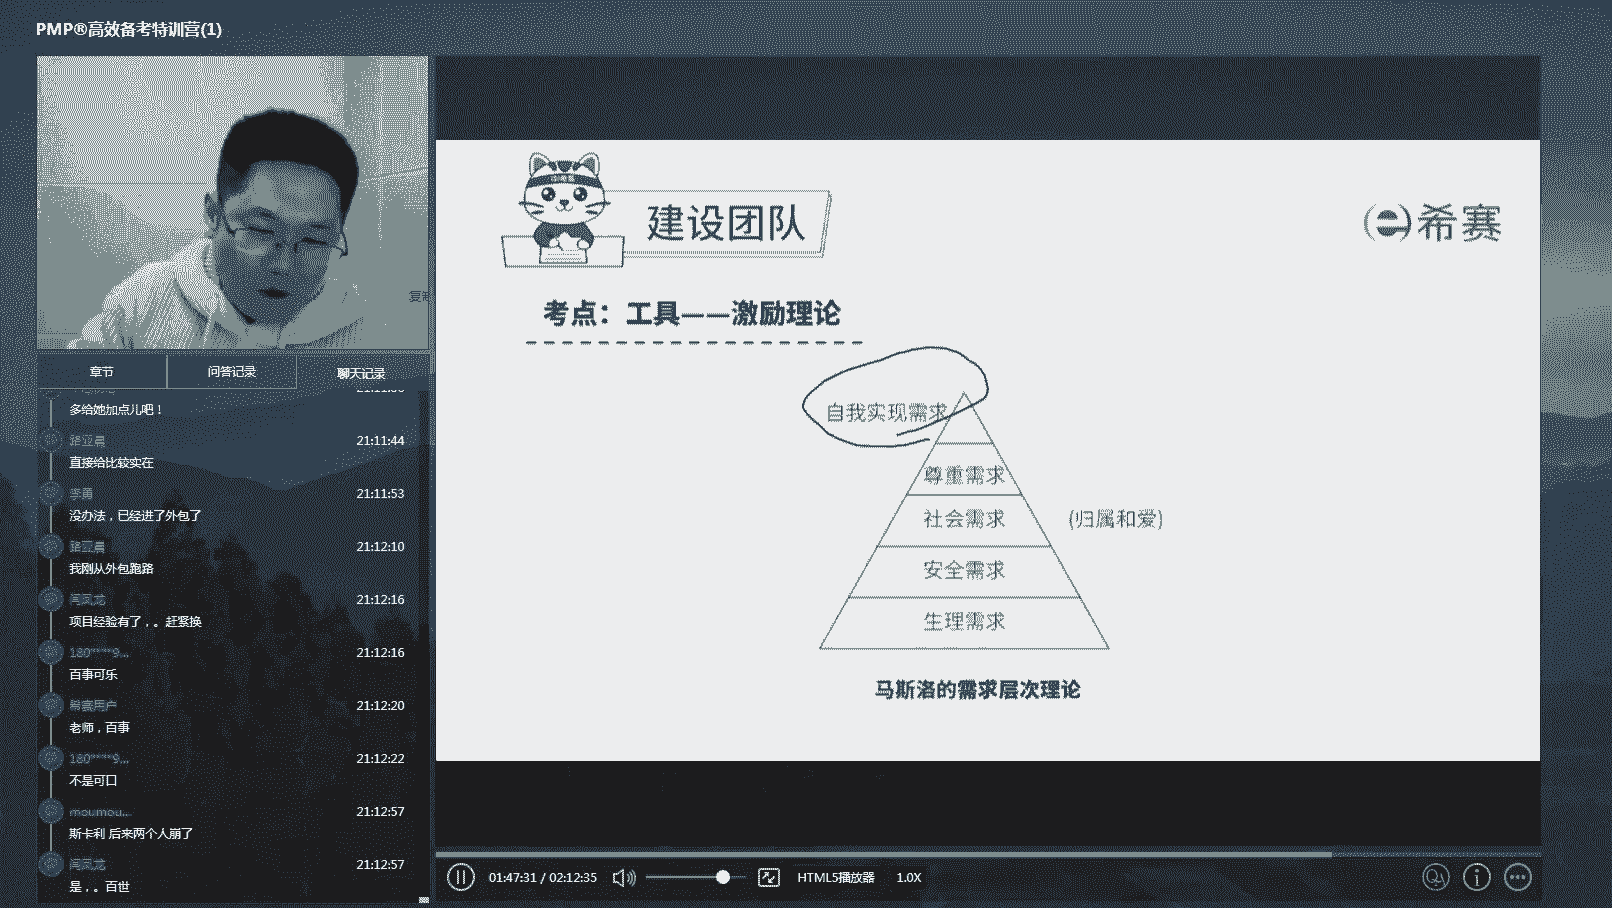 PMP®高效备考特训营(1)
章节
问答记录
聊天记录
多给她加点儿吧！
路亚晨
21:11:44
直接给比较实在
李勇
21:11:53
没办法，已经进了外包了
路亚晨
21:12:10
我刚从外包跑路
闫凤龙
21:12:16
项目经验有了，。赶紧换
180****9...
21:12:16
百事可乐
希赛用户
21:12:20
老师，百事
180****9...
21:12:22
不是可口
moumou...
21:12:57
斯卡利 后来两个人崩了
闫凤龙
21:12:57
是，。百世
建设团队
希赛
考点：工具——激励理论
自我实现需求
尊重需求
社会需求
(归属和爱)
安全需求
生理需求
马斯洛的需求层次理论
01:47:31 / 02:12:35
HTML5播放器
1.0X